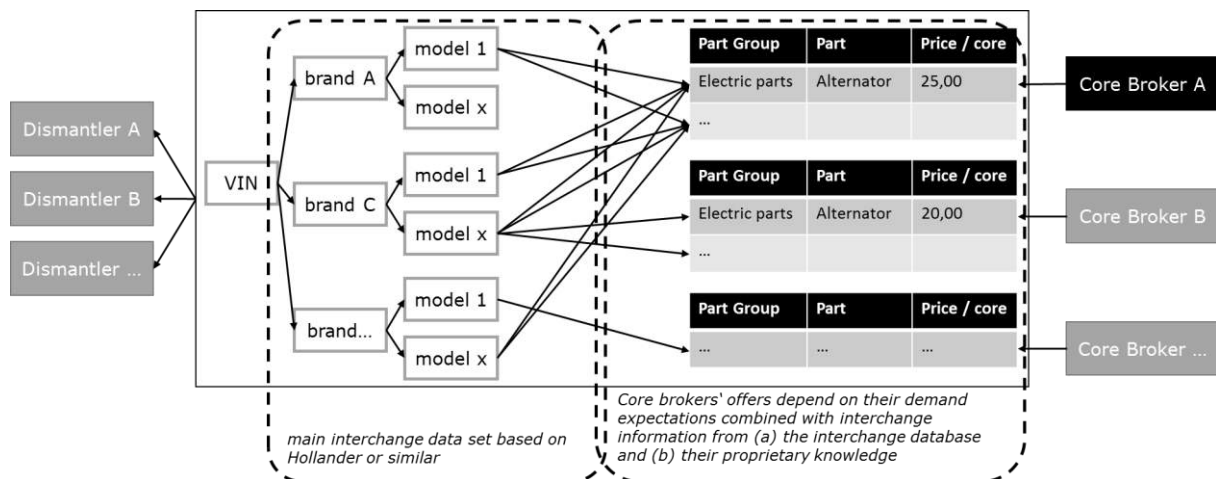 Dismantler A
Dismantler B
Dismantler ...
VIN
brand A
brand C
brand...
model 1
model x
model 1
model x
model 1
model x
Part Group Part Price / core
Electric parts Alternator 25,00
...
Part Group Part Price / core
Electric parts Alternator 20,00
...
Part Group Part Price / core
... ... ...
Core Broker A
Core Broker B
Core Broker ...
main interchange data set based on
Hollander or similar
Core brokers' offers depend on their demand
expectations combined with interchange
information from (a) the interchange database
and (b) their proprietary knowledge